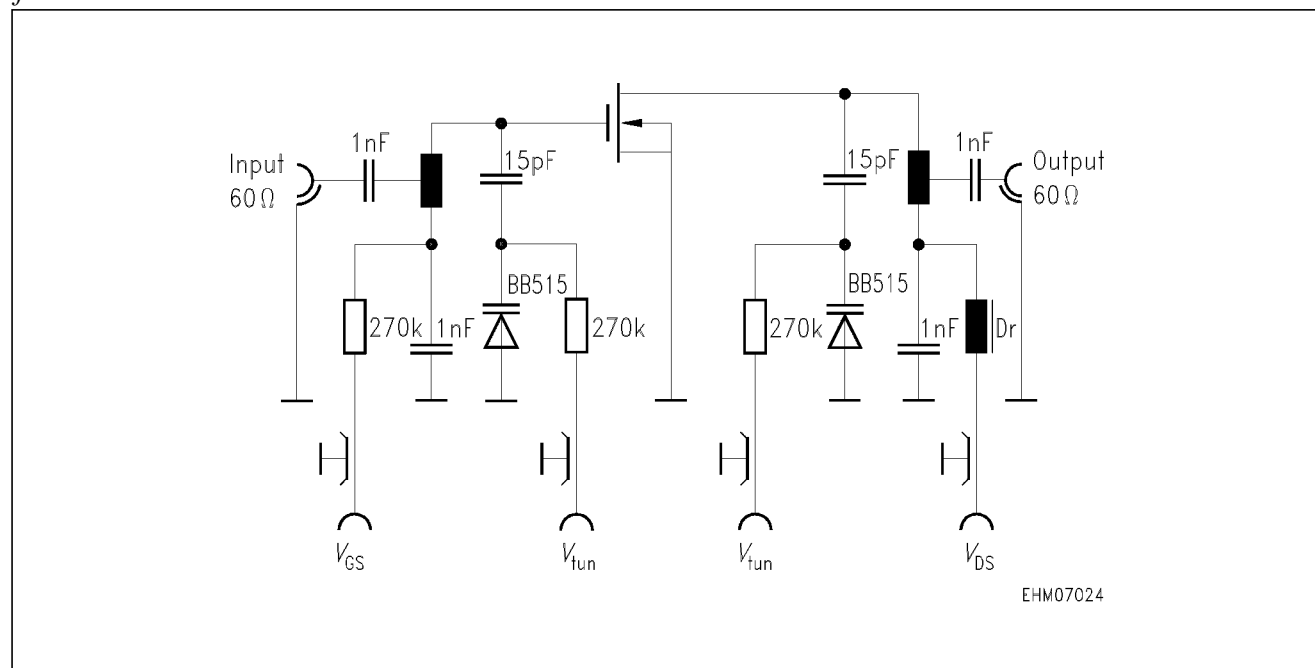 1nF
1nF
Input
60Ω
15pF
15pF
Output
60Ω
BB515
BB515
270k
1nF
270k
270k
1nF
Dr
V_GS
V_tun
V_tun
V_DS
EHM07024